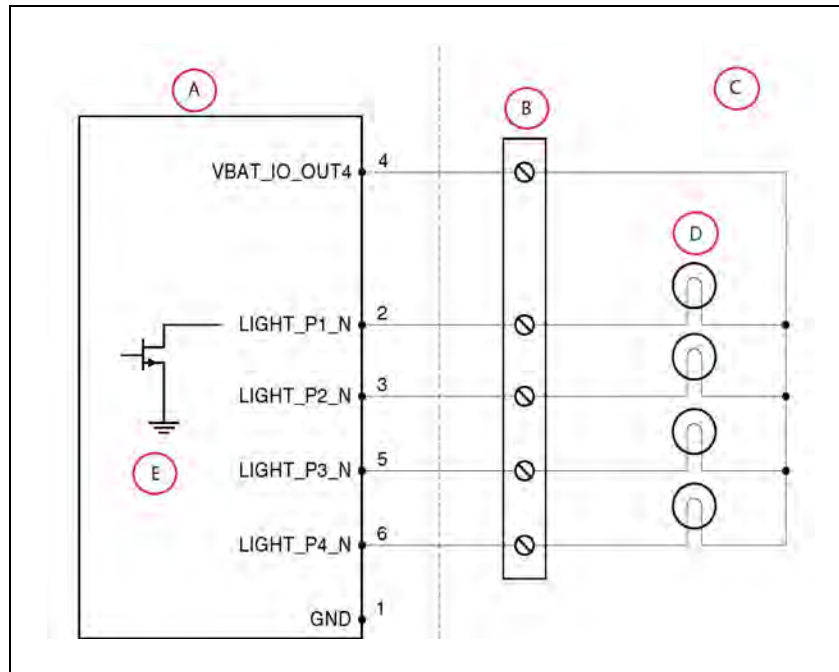 A
B
C
VBAT_IO_OUT4 4
D
LIGHT_P1_N 2
LIGHT_P2_N 3
E
LIGHT_P3_N 5
LIGHT_P4_N 6
GND 1